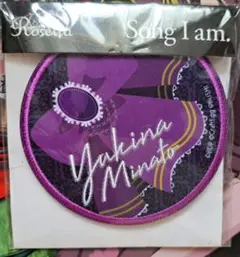 Roselia
Song I am.
Yukina
Minato